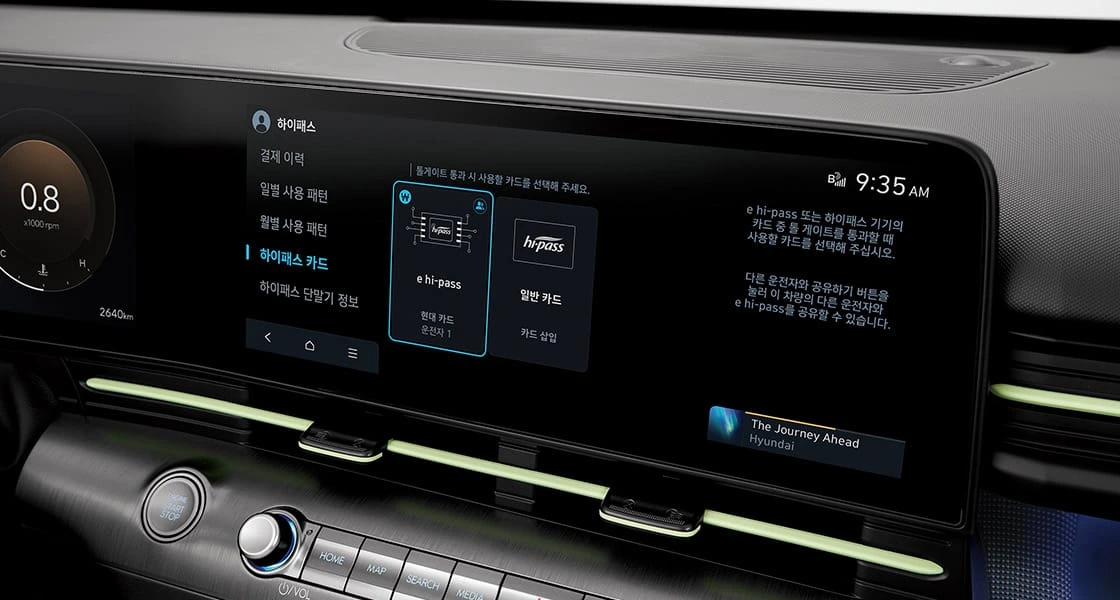 0.8
x1000 rpm
C
H
2640km
하이패스
결제 이력
일별 사용 패턴
월별 사용 패턴
하이패스 카드
하이패스 단말기 정보
톨게이트 통과 시 사용할 카드를 선택해 주세요.
hi-pass
e hi-pass
현대 카드
운전자 1
hi-pass
일반 카드
카드 삽입
9:35 AM
e hi-pass 또는 하이패스 기기의
카드 중 톨 게이트를 통과할 때
사용할 카드를 선택해 주십시오.
다른 운전자와 공유하기 버튼을
눌러 이 차량의 다른 운전자와
e hi-pass를 공유할 수 있습니다.
The Journey Ahead
Hyundai
ENGINE
START
STOP
/VOL
HOME
MAP
SEARCH
MEDIA